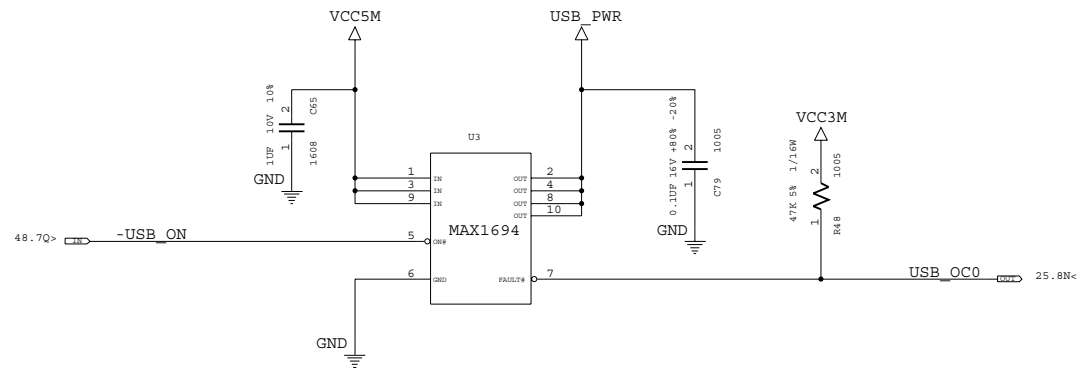 VCC5M
USB_PWR
1UF 10V 10%
2
1
C65
1608
GND
U3
1 IN
3 IN
9 IN
OUT 2
OUT 4
OUT 8
OUT 10
MAX1694
0.1UF 16V +80% -20%
2
1
1005
C79
GND
VCC3M
47K 5% 1/16W
2
1
1005
R48
48.7Q> IN -USB_ON 5 ON#
6 GND
FAULT# 7 USB_OC0 OUT 25.8N<
GND